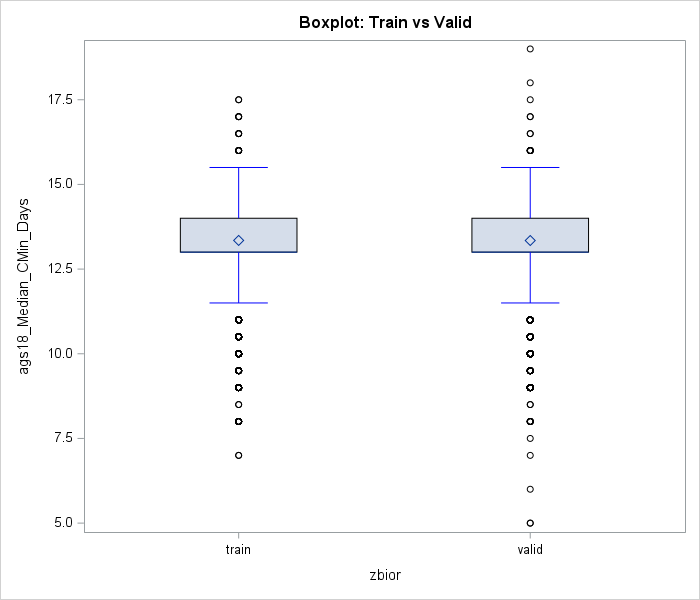 Boxplot: Train vs Valid
17.5
15.0
12.5
10.0
7.5
5.0
ags18_Median_CMin_Days
train
valid
zbior